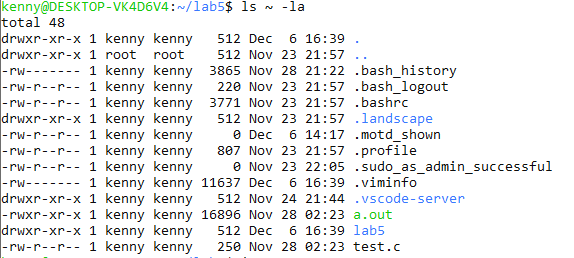 kenny@DESKTOP-VK4D6V4:~/lab5$ ls ~ -la
total 48
drwxr-xr-x 1 kenny kenny   512 Dec  6 16:39 .
drwxr-xr-x 1 root  root    512 Nov 23 21:57 ..
-rw------- 1 kenny kenny  3865 Nov 28 21:22 .bash_history
-rw-r--r-- 1 kenny kenny   220 Nov 23 21:57 .bash_logout
-rw-r--r-- 1 kenny kenny  3771 Nov 23 21:57 .bashrc
drwxr-xr-x 1 kenny kenny   512 Nov 23 21:57 .landscape
-rw-r--r-- 1 kenny kenny     0 Dec  6 14:17 .motd_shown
-rw-r--r-- 1 kenny kenny   807 Nov 23 21:57 .profile
-rw-r--r-- 1 kenny kenny     0 Nov 23 22:05 .sudo_as_admin_successful
-rw------- 1 kenny kenny 11637 Dec  6 16:39 .viminfo
drwxr-xr-x 1 kenny kenny   512 Nov 24 21:44 .vscode-server
-rwxr-xr-x 1 kenny kenny 16896 Nov 28 02:23 a.out
drwxr-xr-x 1 kenny kenny   512 Dec  6 16:39 lab5
-rw-r--r-- 1 kenny kenny   250 Nov 28 02:23 test.c